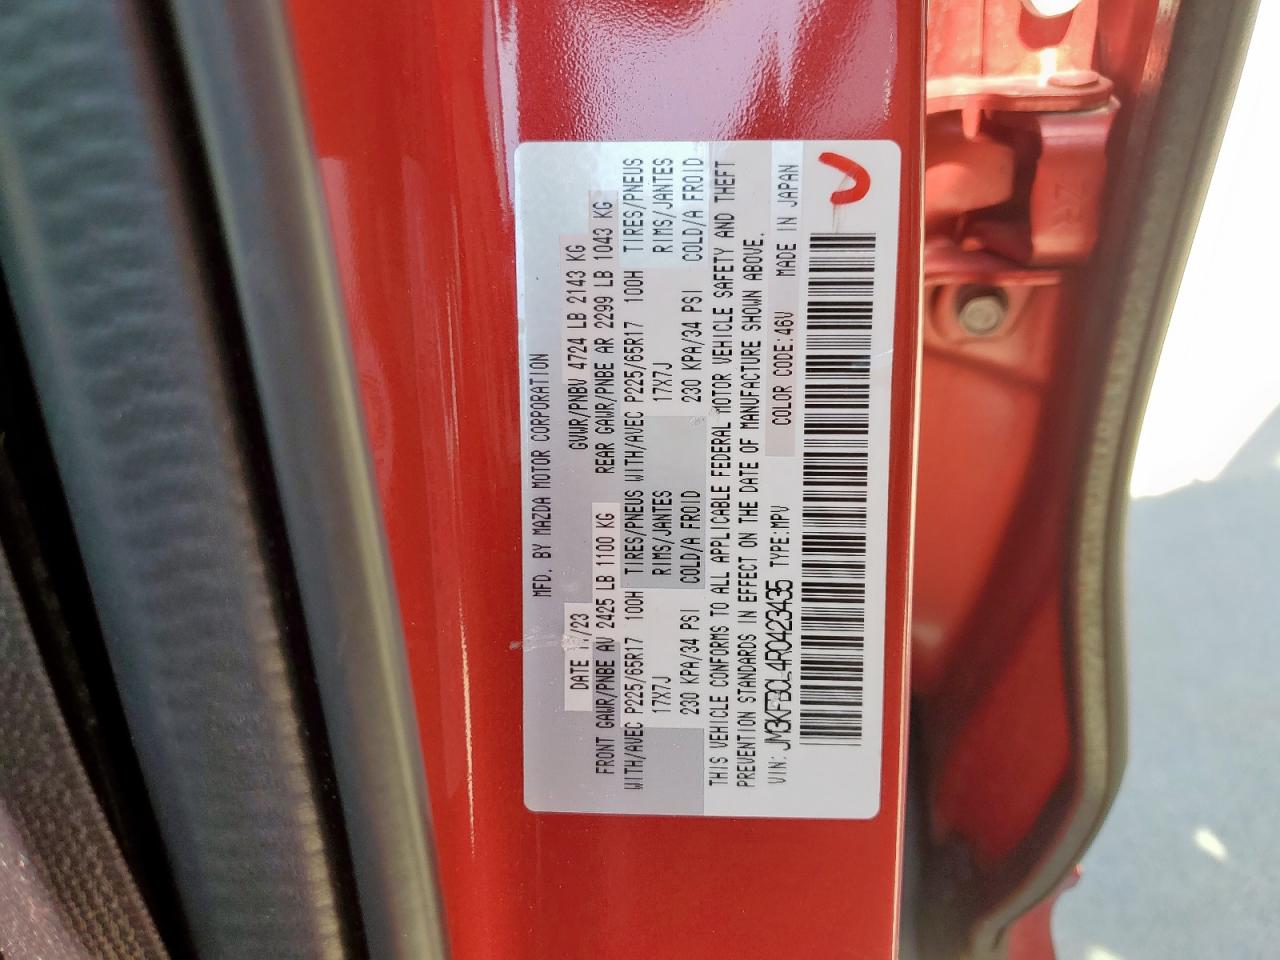 MFD. BY MAZDA MOTOR CORPORATION
DATE GVWR/PNBV 4724 LB 2143 KG
FRONT GAWR/PNBE AV 2425 LB 1100 KG REAR GAWR/PNBE AR 2299 LB 1043 KG
WITH/AVEC P225/65R17 100H TIRES/PNEUS WITH/AVEC P225/65R17 100H TIRES/PNEUS
17X7J RIMS/JANTES 17X7J RIMS/JANTES
230 KPA/34 PSI COLD/A FROID 230 KPA/34 PSI COLD/A FROID
THIS VEHICLE CONFORMS TO ALL APPLICABLE FEDERAL MOTOR VEHICLE SAFETY AND THEFT
PREVENTION STANDARDS IN EFFECT ON THE DATE OF MANUFACTURE SHOWN ABOVE.
VIN: JM3KFBCL4R0423435 TYPE:MPV COLOR CODE:46V MADE IN JAPAN